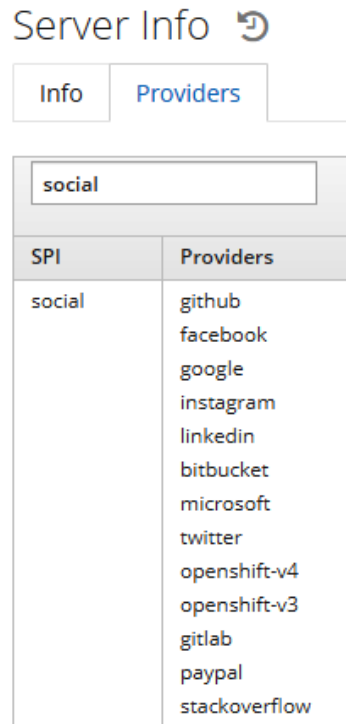 Server Info
Info Providers
social
SPI Providers
social github
facebook
google
instagram
linkedin
bitbucket
microsoft
twitter
openshift-v4
openshift-v3
gitlab
paypal
stackoverflow